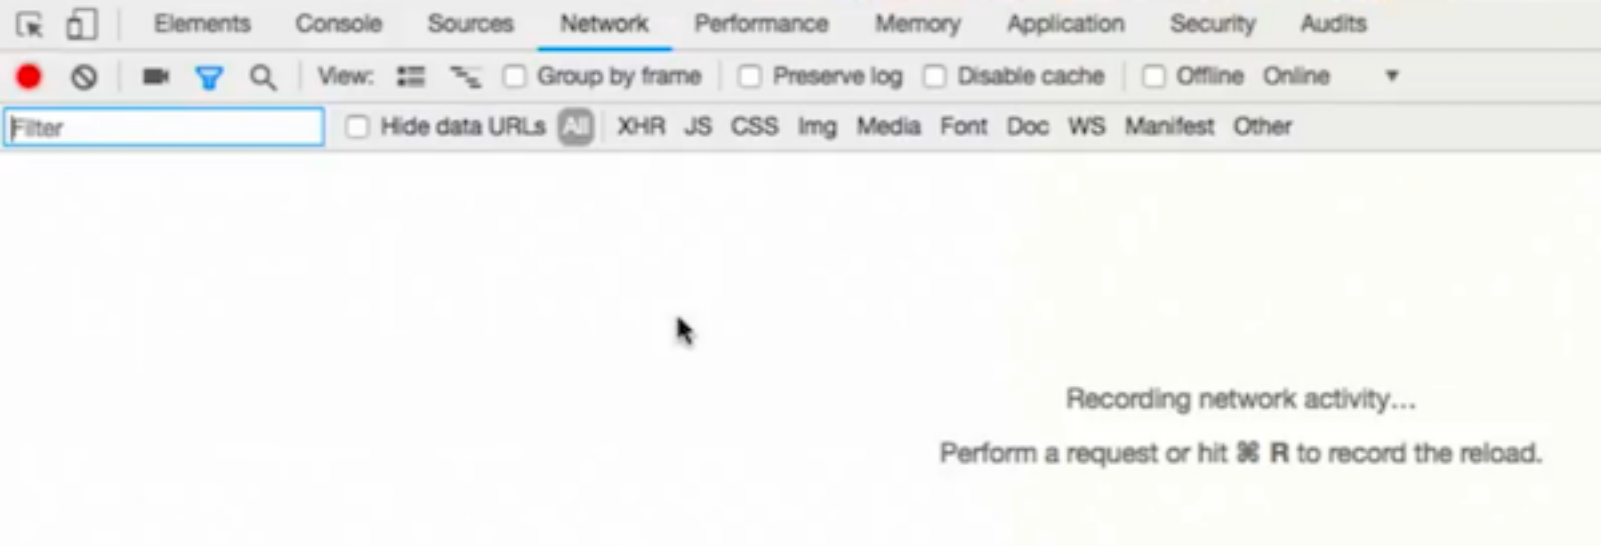 Elements Console Sources Network Performance Memory Application Security Audits
View: Group by frame Preserve log Disable cache Offline Online
Filter Hide data URLs All XHR JS CSS Img Media Font Doc WS Manifest Other
Recording network activity...
Perform a request or hit ⌘ R to record the reload.